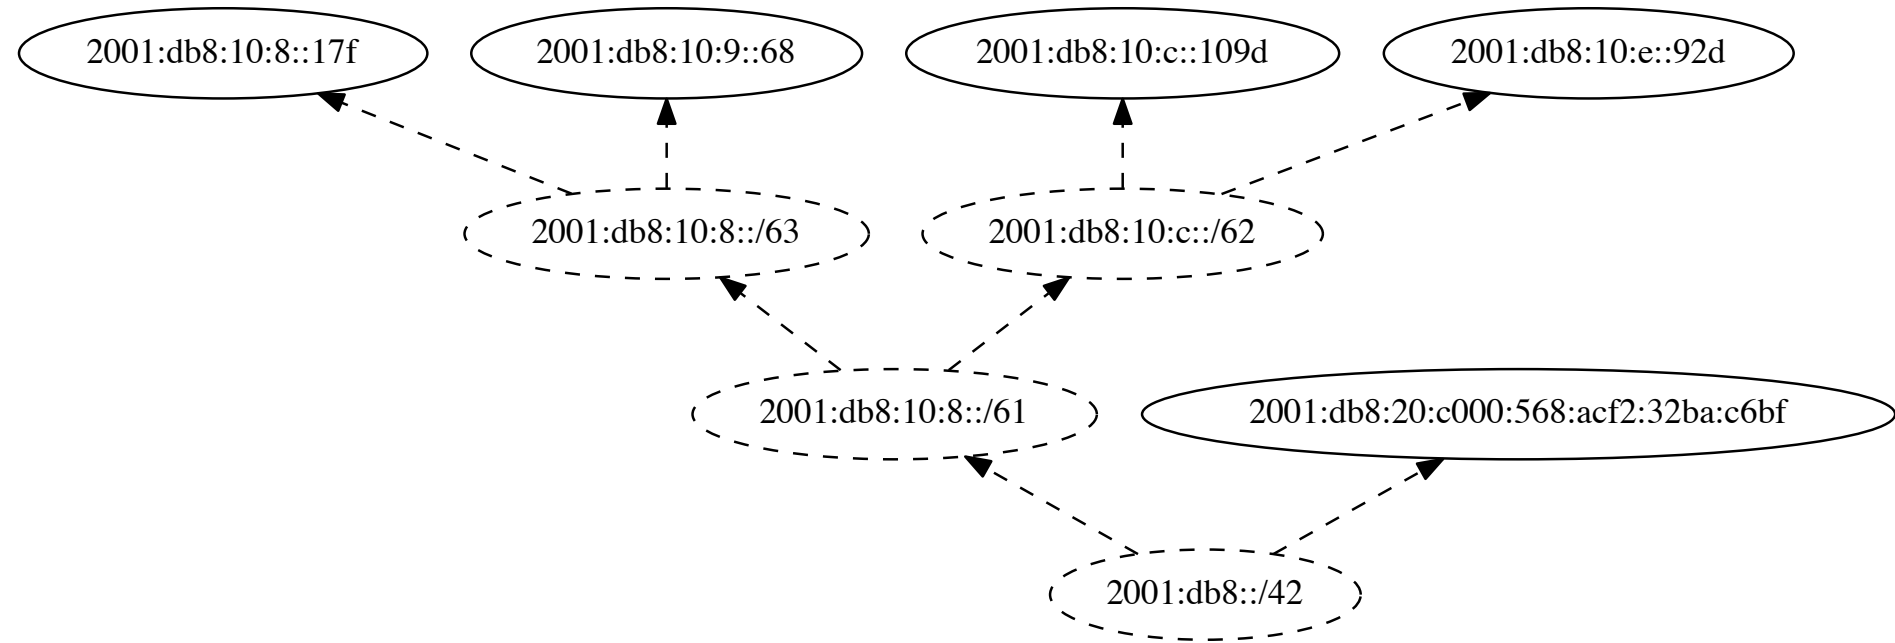 2001:db8:10:8::17f
2001:db8:10:9::68
2001:db8:10:c::109d
2001:db8:10:e::92d
2001:db8:10:8::/63
2001:db8:10:c::/62
2001:db8:10:8::/61
2001:db8:20:c000:568:acf2:32ba:c6bf
2001:db8::/42